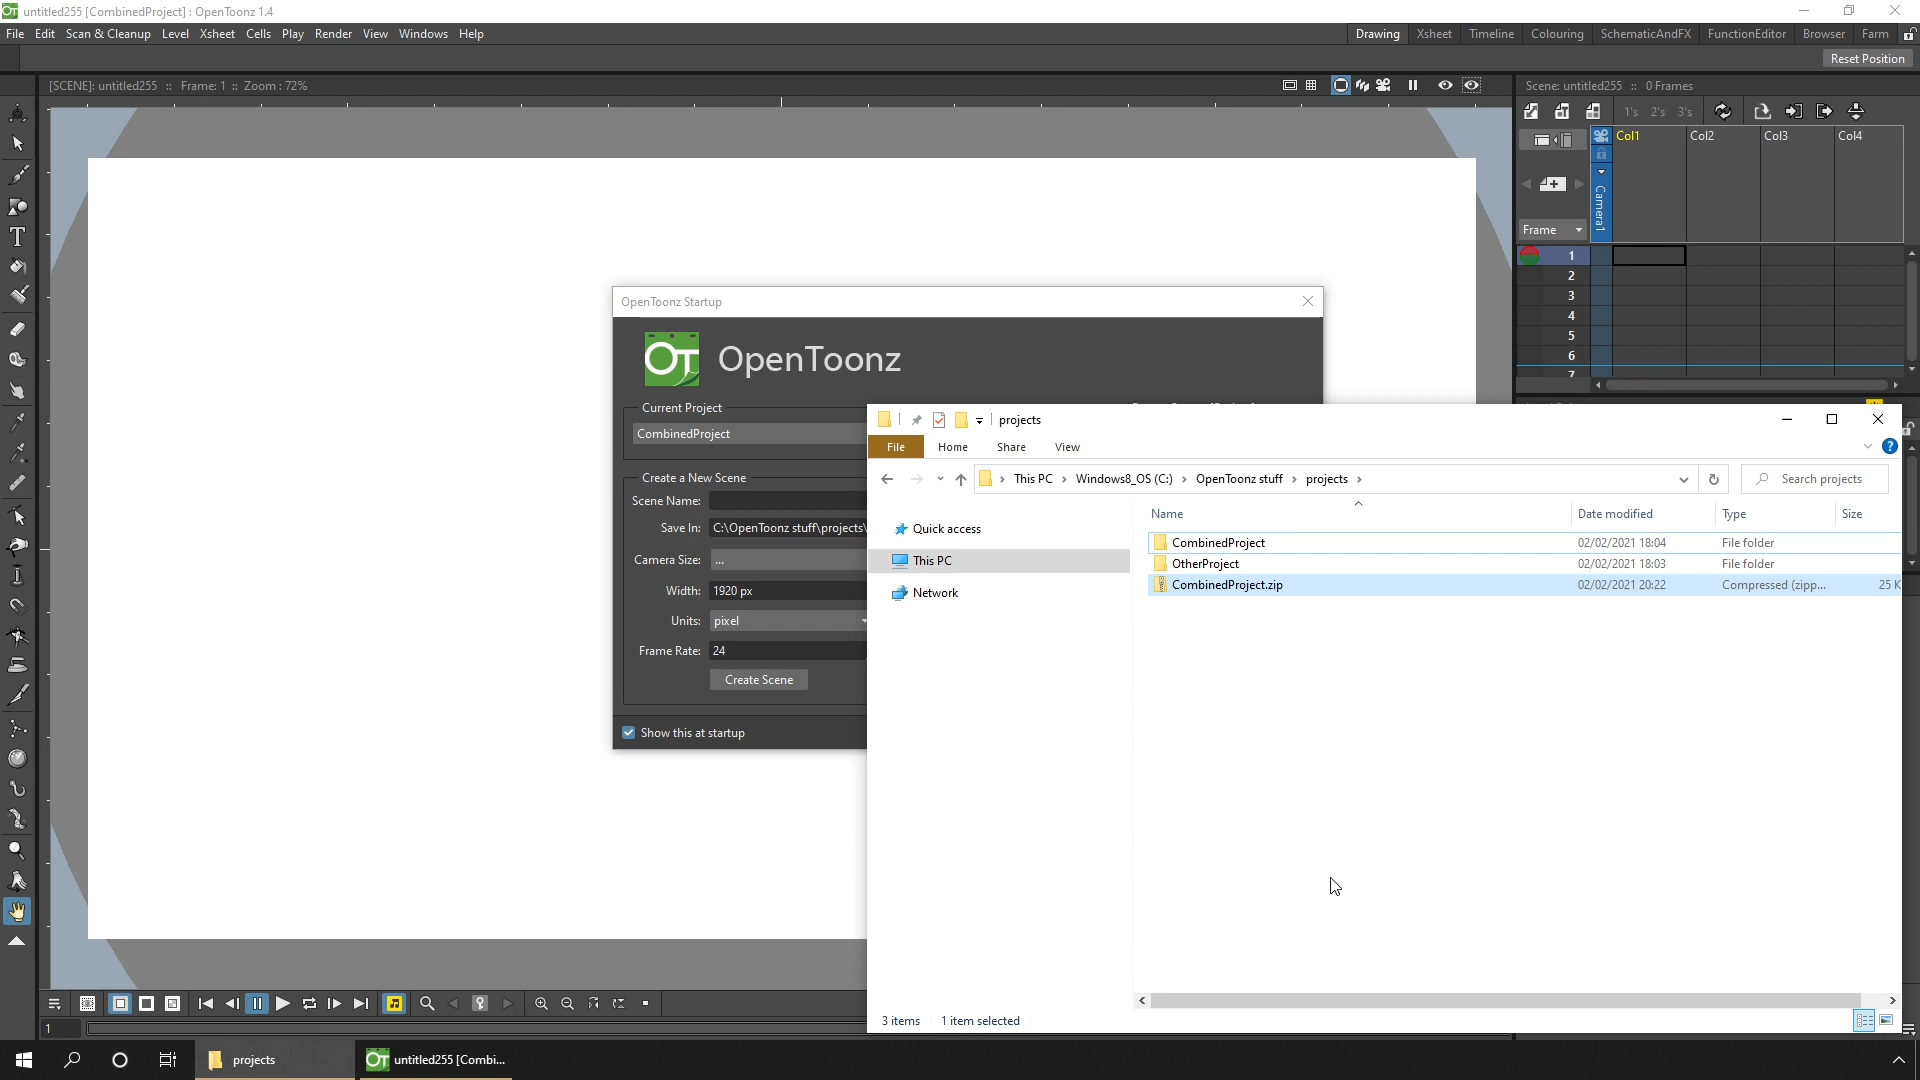 untitled255 [CombinedProject] : OpenToonz 1.4
File Edit Scan & Cleanup Level Xsheet Cells Play Render View Windows Help
Drawing Xsheet Timeline Colouring SchematicAndFX FunctionEditor Browser Farm
Reset Position
[SCENE]: untitled255 :: Frame: 1 :: Zoom : 72%
Scene: untitled255 :: 0 Frames
1's 2's 3's
Col1 Col2 Col3 Col4
Camera1
Frame
1
2
3
4
5
6
7
OpenToonz Startup
OpenToonz
Current Project
CombinedProject
Create a New Scene
Scene Name:
Save In: C:\OpenToonz stuff\projects\
Camera Size: ...
Width: 1920 px
Units: pixel
Frame Rate: 24
Create Scene
Show this at startup
projects
File Home Share View
This PC › Windows8_OS (C:) › OpenToonz stuff › projects ›
Search projects
Quick access
This PC
Network
Name Date modified Type Size
CombinedProject 02/02/2021 18:04 File folder
OtherProject 02/02/2021 18:03 File folder
CombinedProject.zip 02/02/2021 20:22 Compressed (zipp... 25 K
3 items 1 item selected
1
projects
untitled255 [Combi...